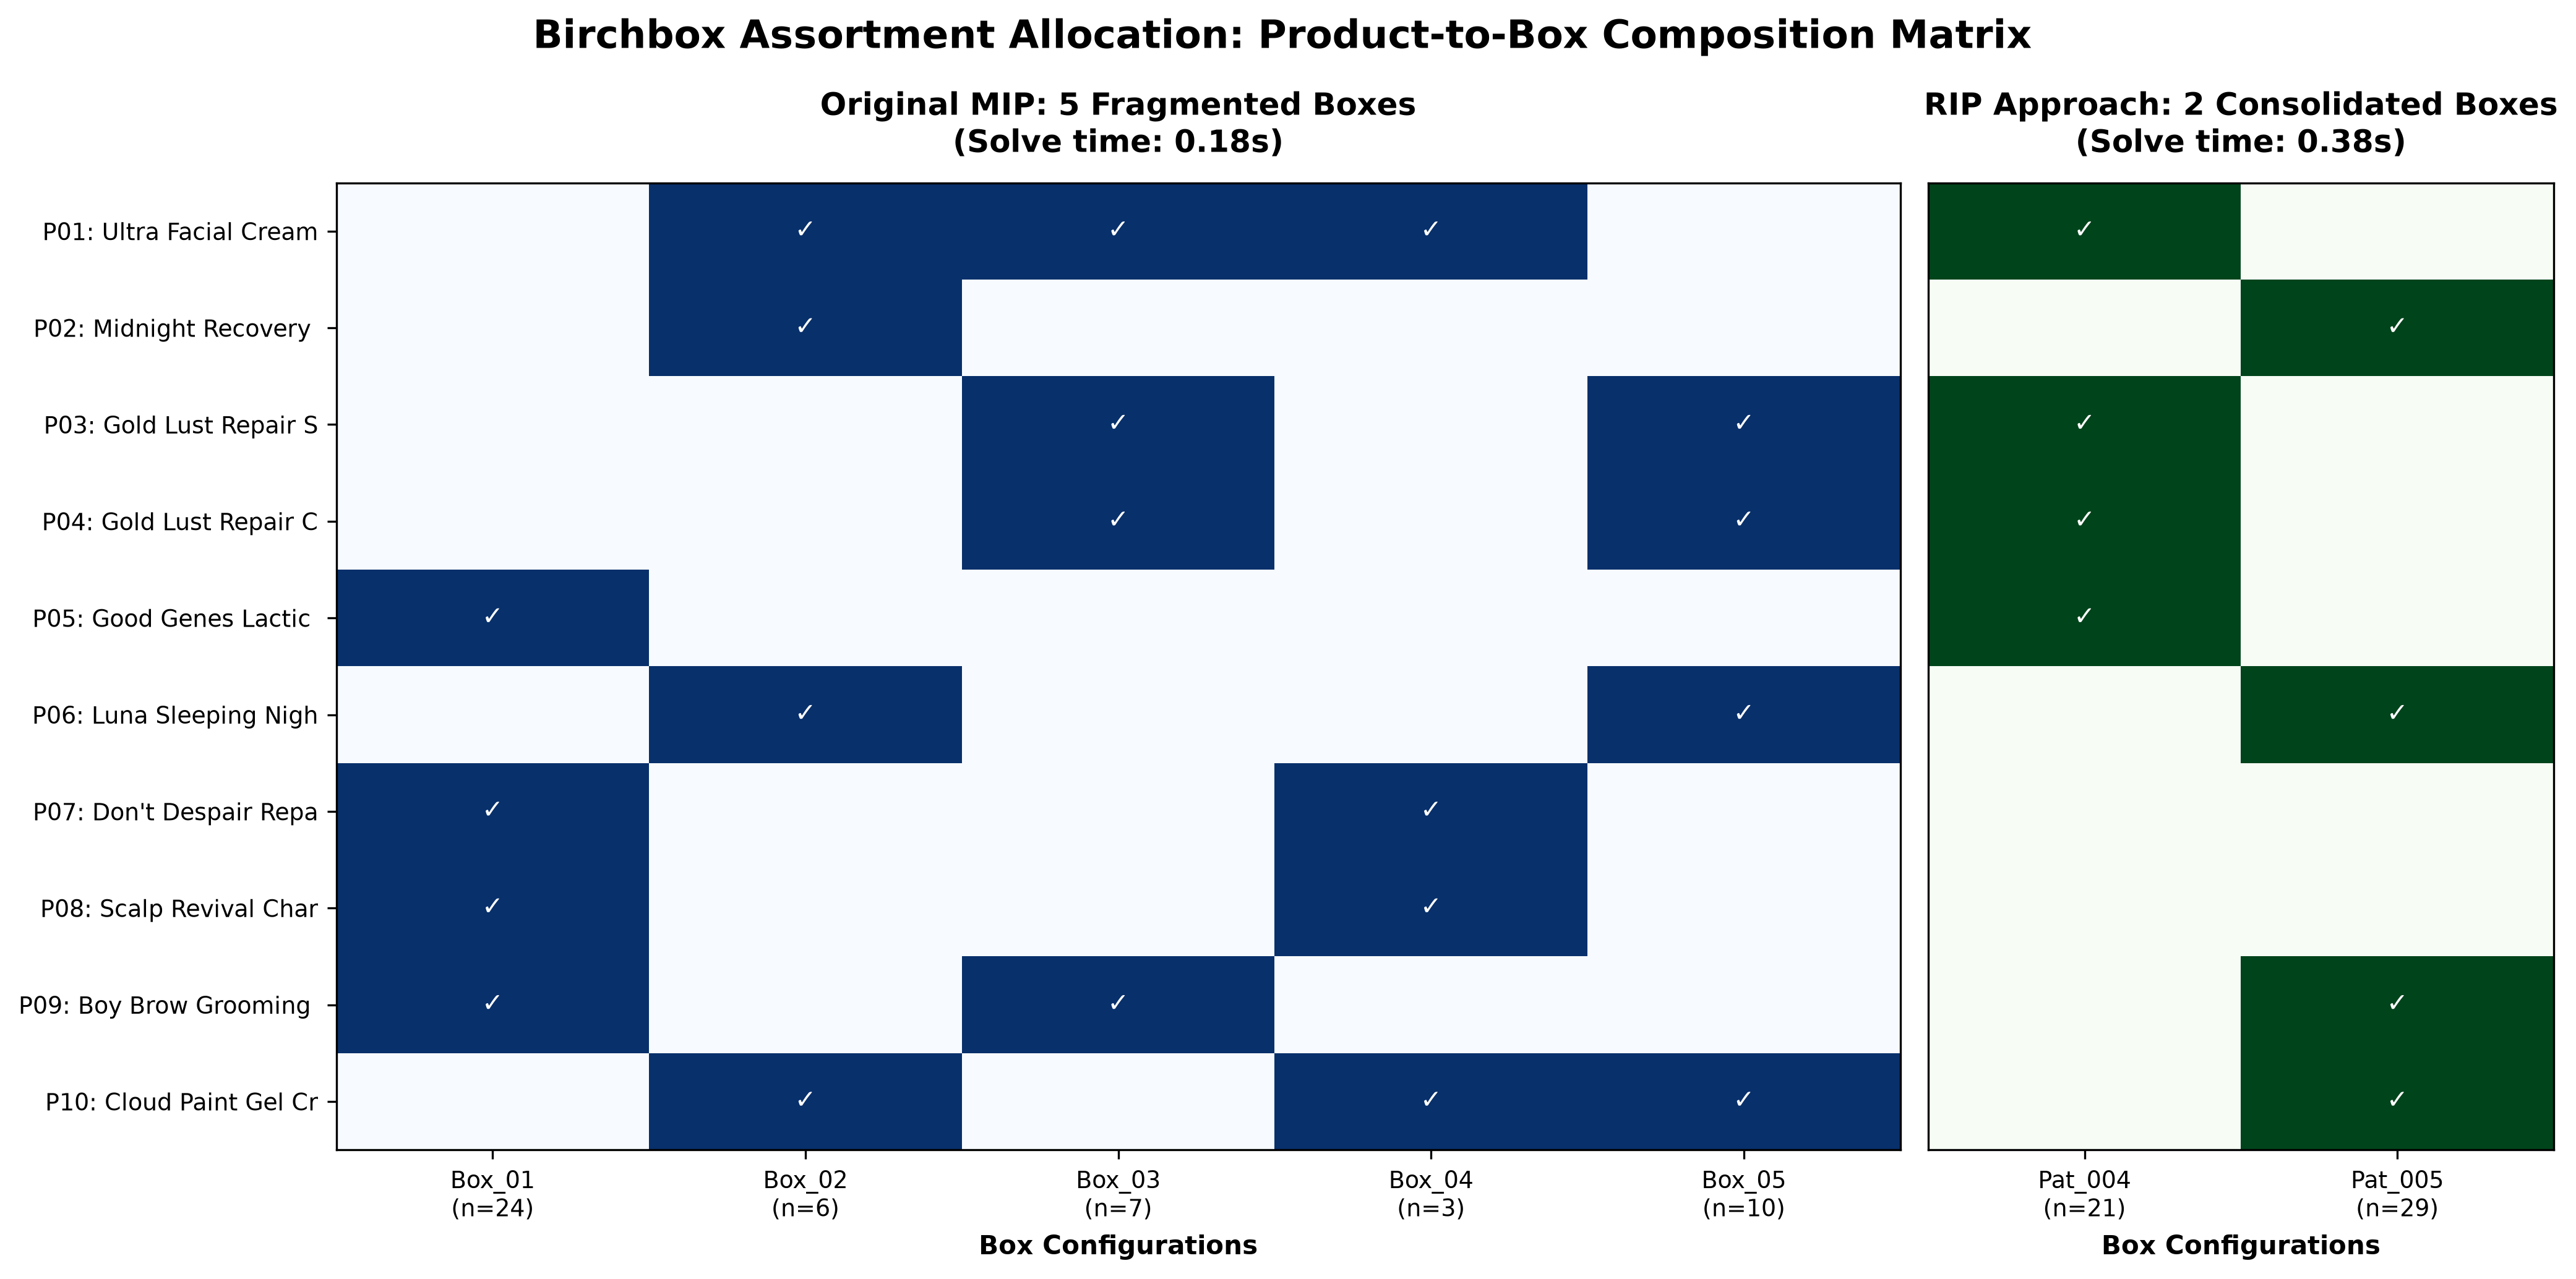 Birchbox Assortment Allocation: Product-to-Box Composition Matrix
Original MIP: 5 Fragmented Boxes
(Solve time: 0.18s)
RIP Approach: 2 Consolidated Boxes
(Solve time: 0.38s)
P01: Ultra Facial Cream ✓ ✓ ✓ ✓
P02: Midnight Recovery ✓ ✓
P03: Gold Lust Repair S ✓ ✓ ✓
P04: Gold Lust Repair C ✓ ✓ ✓
P05: Good Genes Lactic ✓ ✓
P06: Luna Sleeping Nigh ✓ ✓ ✓
P07: Don't Despair Repa ✓ ✓
P08: Scalp Revival Char ✓ ✓
P09: Boy Brow Grooming ✓ ✓ ✓
P10: Cloud Paint Gel Cr ✓ ✓ ✓ ✓
Box_01 Box_02 Box_03 Box_04 Box_05
(n=24) (n=6) (n=7) (n=3) (n=10)
Box Configurations
Pat_004 Pat_005
(n=21) (n=29)
Box Configurations